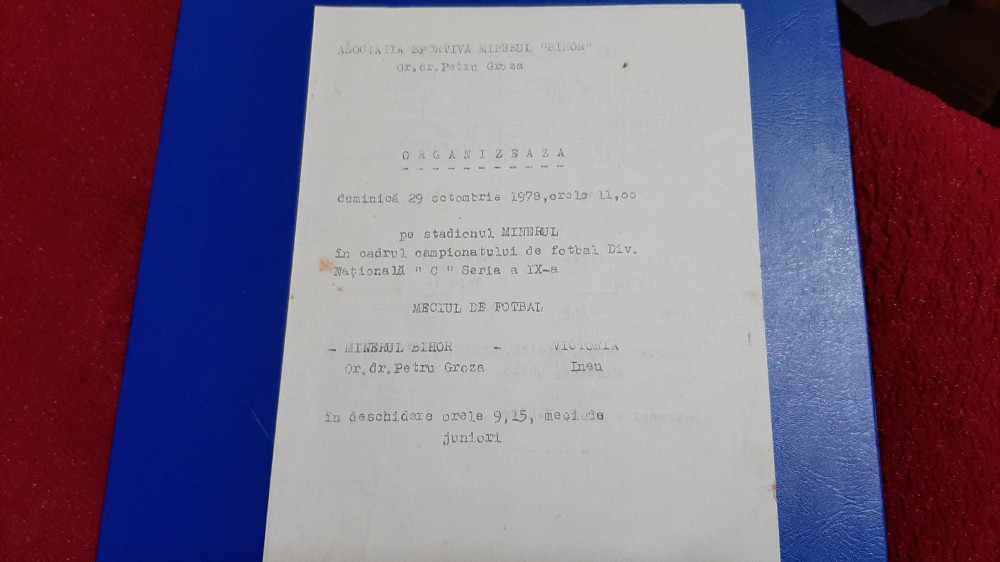 ASOCIATIA SPORTIVA MINERUL "BIHOR"
Or.dr.Petru Groza
O R G A N I Z E A Z A
duminică 29 octombrie 1978,orele 11,oo
pe stadionul MINERUL
în cadrul campionatului de fotbal Div.
Națională " C " Seria a IX-a
MECIUL DE FOTBAL
- MINERUL BIHOR - VICTORIA
Or.dr.Petru Groza Ineu
în deschidere orele 9,15, meci de
juniori